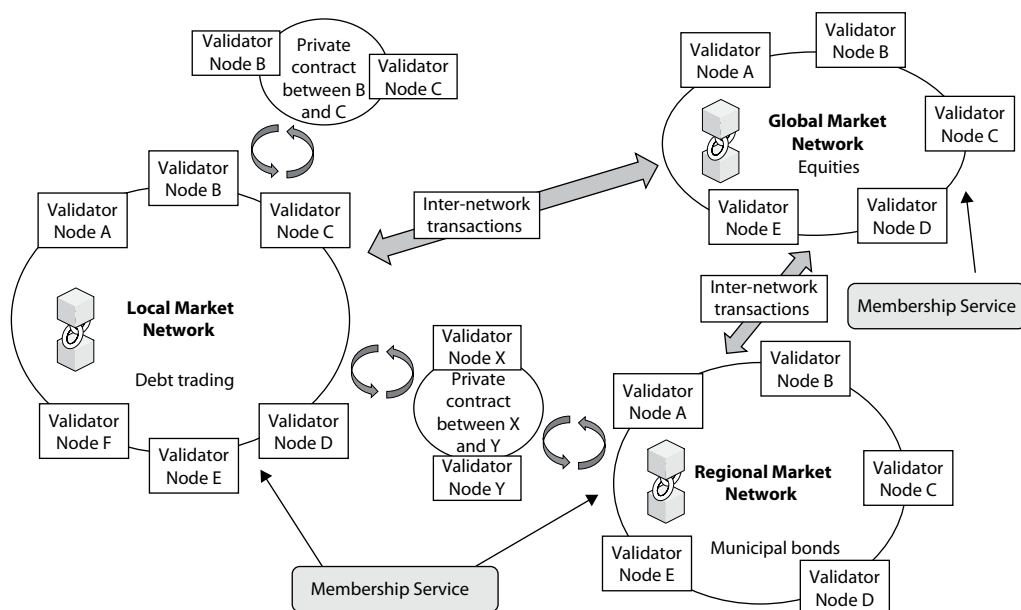 Validator
Node B
Private
contract
between B
and C
Validator
Node C
Validator
Node A
Validator
Node B
Validator
Node C
Global Market
Network
Equities
Validator
Node E
Validator
Node D
Membership Service
Inter-network
transactions
Inter-network
transactions
Validator
Node A
Validator
Node B
Validator
Node C
Local Market
Network
Debt trading
Validator
Node F
Validator
Node E
Validator
Node D
Validator
Node X
Private
contract
between X
and Y
Validator
Node Y
Validator
Node A
Validator
Node B
Validator
Node C
Regional Market
Network
Municipal bonds
Validator
Node E
Validator
Node D
Membership Service